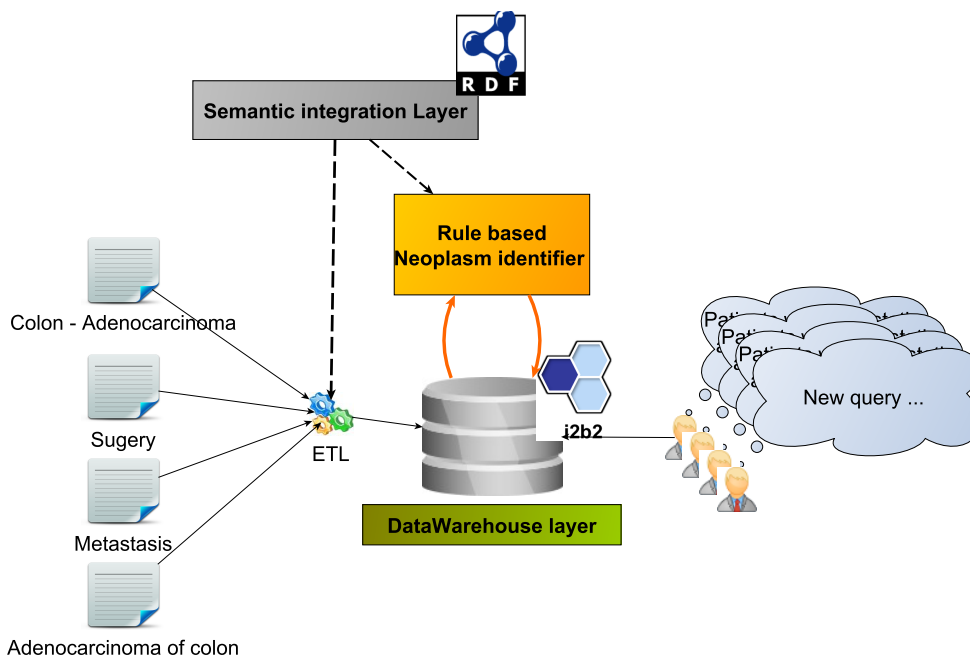 R D F
Semantic integration Layer
Rule based
Neoplasm identifier
Colon - Adenocarcinoma
Sugery
Metastasis
Adenocarcinoma of colon
ETL
i2b2
DataWarehouse layer
New query ...